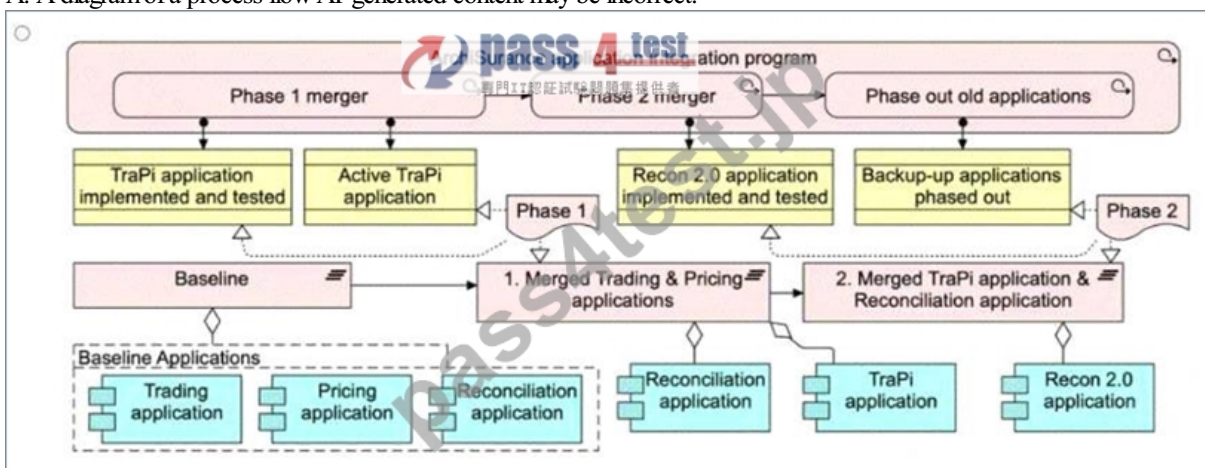 A. A diagram of a process flow AI-generated content may be incorrect.
ArchiSurance application integration program
pass 4 test
専門IT認証試験問題集提供者
Phase 1 merger
Phase 2 merger
Phase out old applications
TraPi application
implemented and tested
Active TraPi
application
Recon 2.0 application
implemented and tested
Backup-up applications
phased out
Phase 1
Phase 2
Baseline
1. Merged Trading & Pricing
applications
2. Merged TraPi application &
Reconciliation application
Baseline Applications
Trading
application
Pricing
application
Reconciliation
application
Reconciliation
application
TraPi
application
Recon 2.0
application
pass4test.jp